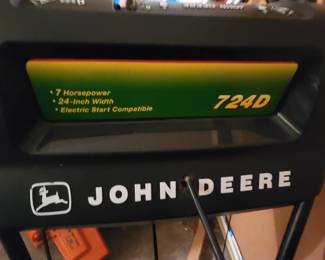 • 7 Horsepower
• 24-Inch Width
• Electric Start Compatible
724D
JOHN DEERE